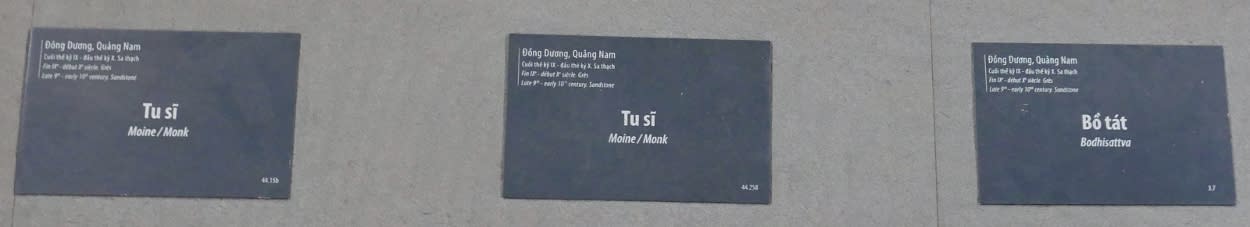 Đồng Dương, Quảng Nam
Cuối thế kỷ IX - đầu thế kỷ X. Sa thạch
Fin IXᵉ - début Xᵉ siècle. Grès
Late 9ᵗʰ - early 10ᵗʰ century. Sandstone
Tu sĩ
Moine / Monk
44.15b
Đồng Dương, Quảng Nam
Cuối thế kỷ IX - đầu thế kỷ X. Sa thạch
Fin IXᵉ - début Xᵉ siècle. Grès
Late 9ᵗʰ - early 10ᵗʰ century. Sandstone
Tu sĩ
Moine / Monk
Đồng Dương, Quảng Nam
Cuối thế kỷ IX - đầu thế kỷ X. Sa thạch
Fin IXᵉ - début Xᵉ siècle. Grès
Late 9ᵗʰ - early 10ᵗʰ century. Sandstone
Bồ tát
Bodhisattva